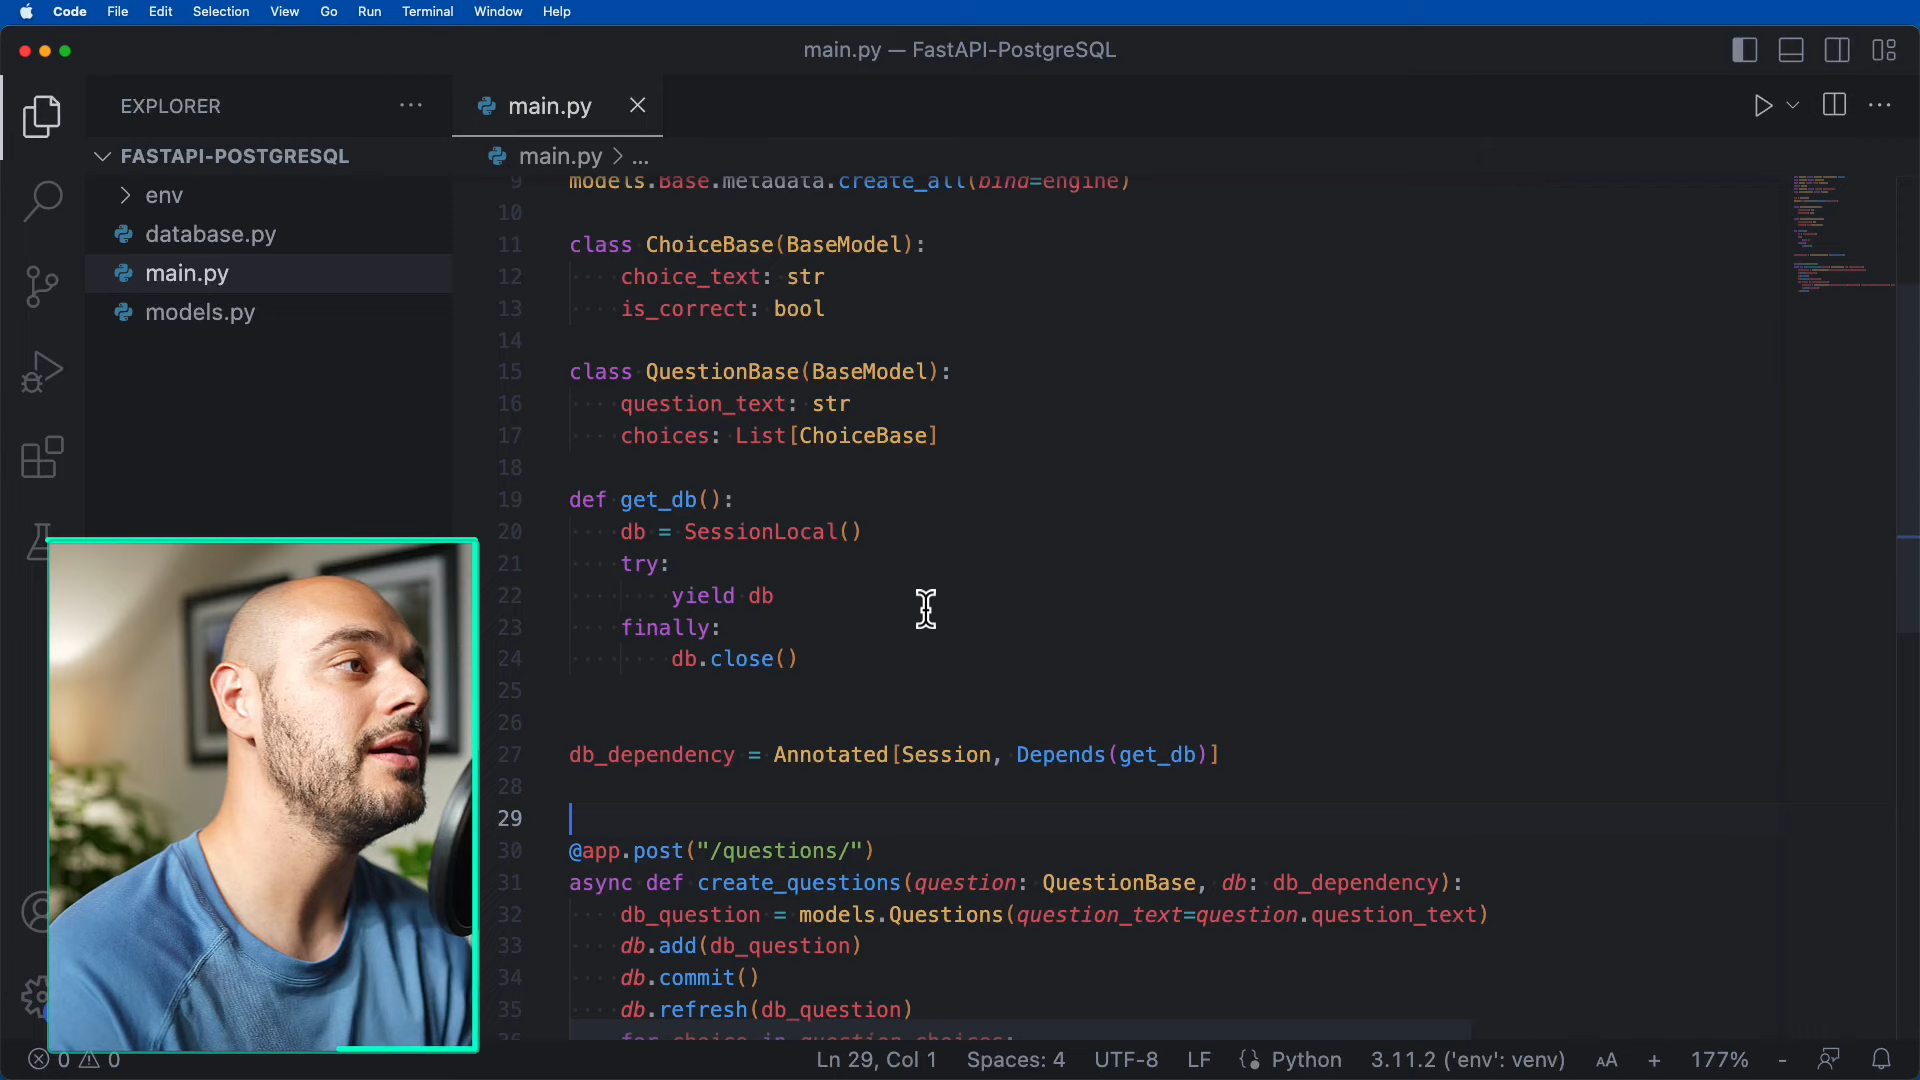 Code File Edit Selection View Go Run Terminal Window Help
main.py — FastAPI-PostgreSQL
EXPLORER
main.py
FASTAPI-POSTGRESQL
main.py > ...
env
database.py
main.py
models.py
9 models.Base.metadata.create_all(bind=engine)
10
11 class ChoiceBase(BaseModel):
12 choice_text: str
13 is_correct: bool
14
15 class QuestionBase(BaseModel):
16 question_text: str
17 choices: List[ChoiceBase]
18
19 def get_db():
20 db = SessionLocal()
21 try:
22 yield db
23 finally:
24 db.close()
25
26
27 db_dependency = Annotated[Session, Depends(get_db)]
28
29
30 @app.post("/questions/")
31 async def create_questions(question: QuestionBase, db: db_dependency):
32 db_question = models.Questions(question_text=question.question_text)
33 db.add(db_question)
34 db.commit()
35 db.refresh(db_question)
36 for choice in question.choices:
0 0 Ln 29, Col 1 Spaces: 4 UTF-8 LF Python 3.11.2 ('env': venv) AA + 177% -